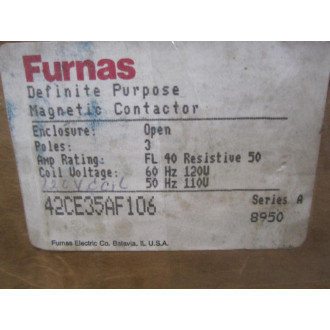 Furnas
Definite Purpose
Magnetic Contactor
Enclosure: Open
Poles: 3
Amp Rating: FL 40 Resistive 50
Coil Voltage: 60 Hz 120V
50 Hz 110V
42CE35AF106
Series A
8950
Furnas Electric Co. Batavia, IL U.S.A.